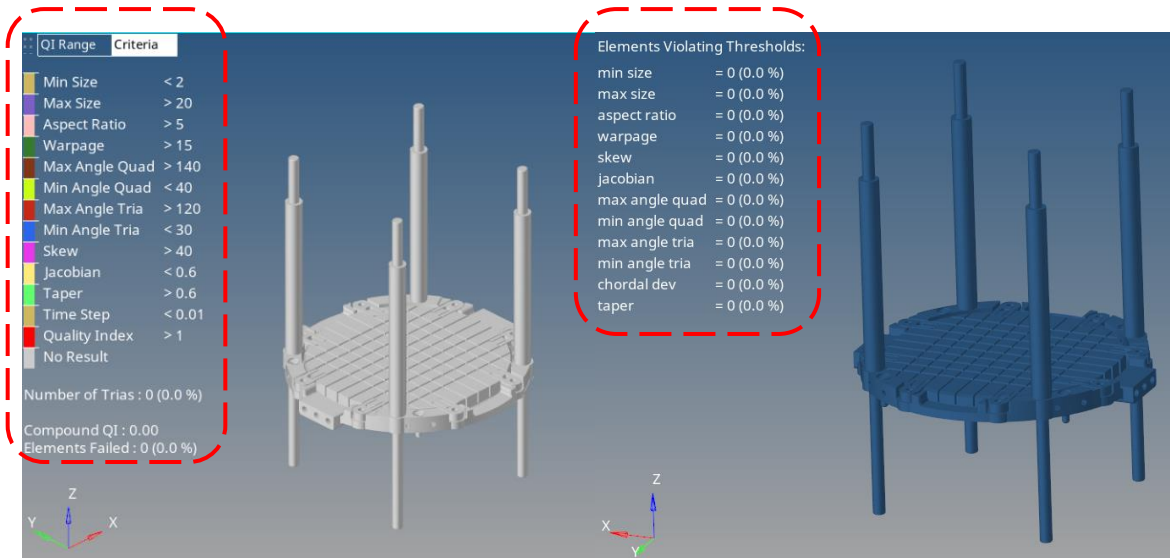 QI Range Criteria
Min Size < 2
Max Size > 20
Aspect Ratio > 5
Warpage > 15
Max Angle Quad > 140
Min Angle Quad < 40
Max Angle Tria > 120
Min Angle Tria < 30
Skew > 40
Jacobian < 0.6
Taper > 0.6
Time Step < 0.01
Quality Index > 1
No Result
Number of Trias : 0 (0.0 %)
Compound QI : 0.00
Elements Failed : 0 (0.0 %)
Z
Y
X
Elements Violating Thresholds:
min size = 0 (0.0 %)
max size = 0 (0.0 %)
aspect ratio = 0 (0.0 %)
warpage = 0 (0.0 %)
skew = 0 (0.0 %)
jacobian = 0 (0.0 %)
max angle quad = 0 (0.0 %)
min angle quad = 0 (0.0 %)
max angle tria = 0 (0.0 %)
min angle tria = 0 (0.0 %)
chordal dev = 0 (0.0 %)
taper = 0 (0.0 %)
Z
X
Y